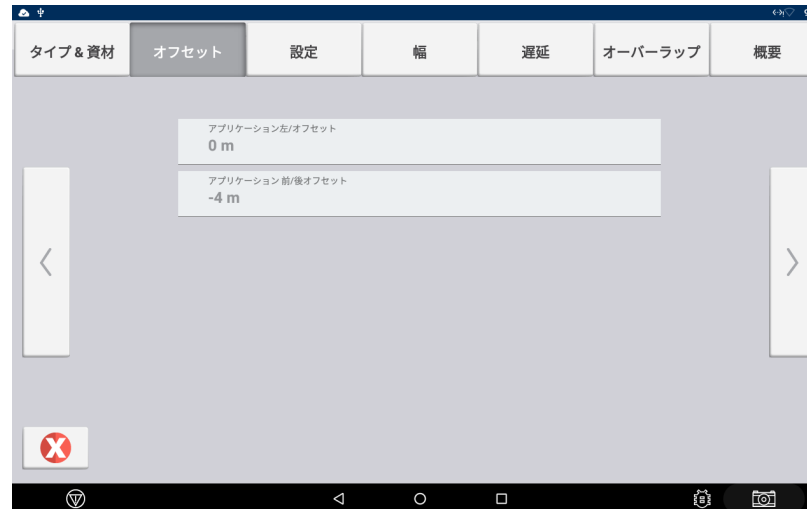 タイプ & 資材
オフセット
設定
幅
遅延
オーバーラップ
概要
アプリケーション左/オフセット
0 m
アプリケーション 前/後オフセット
-4 m